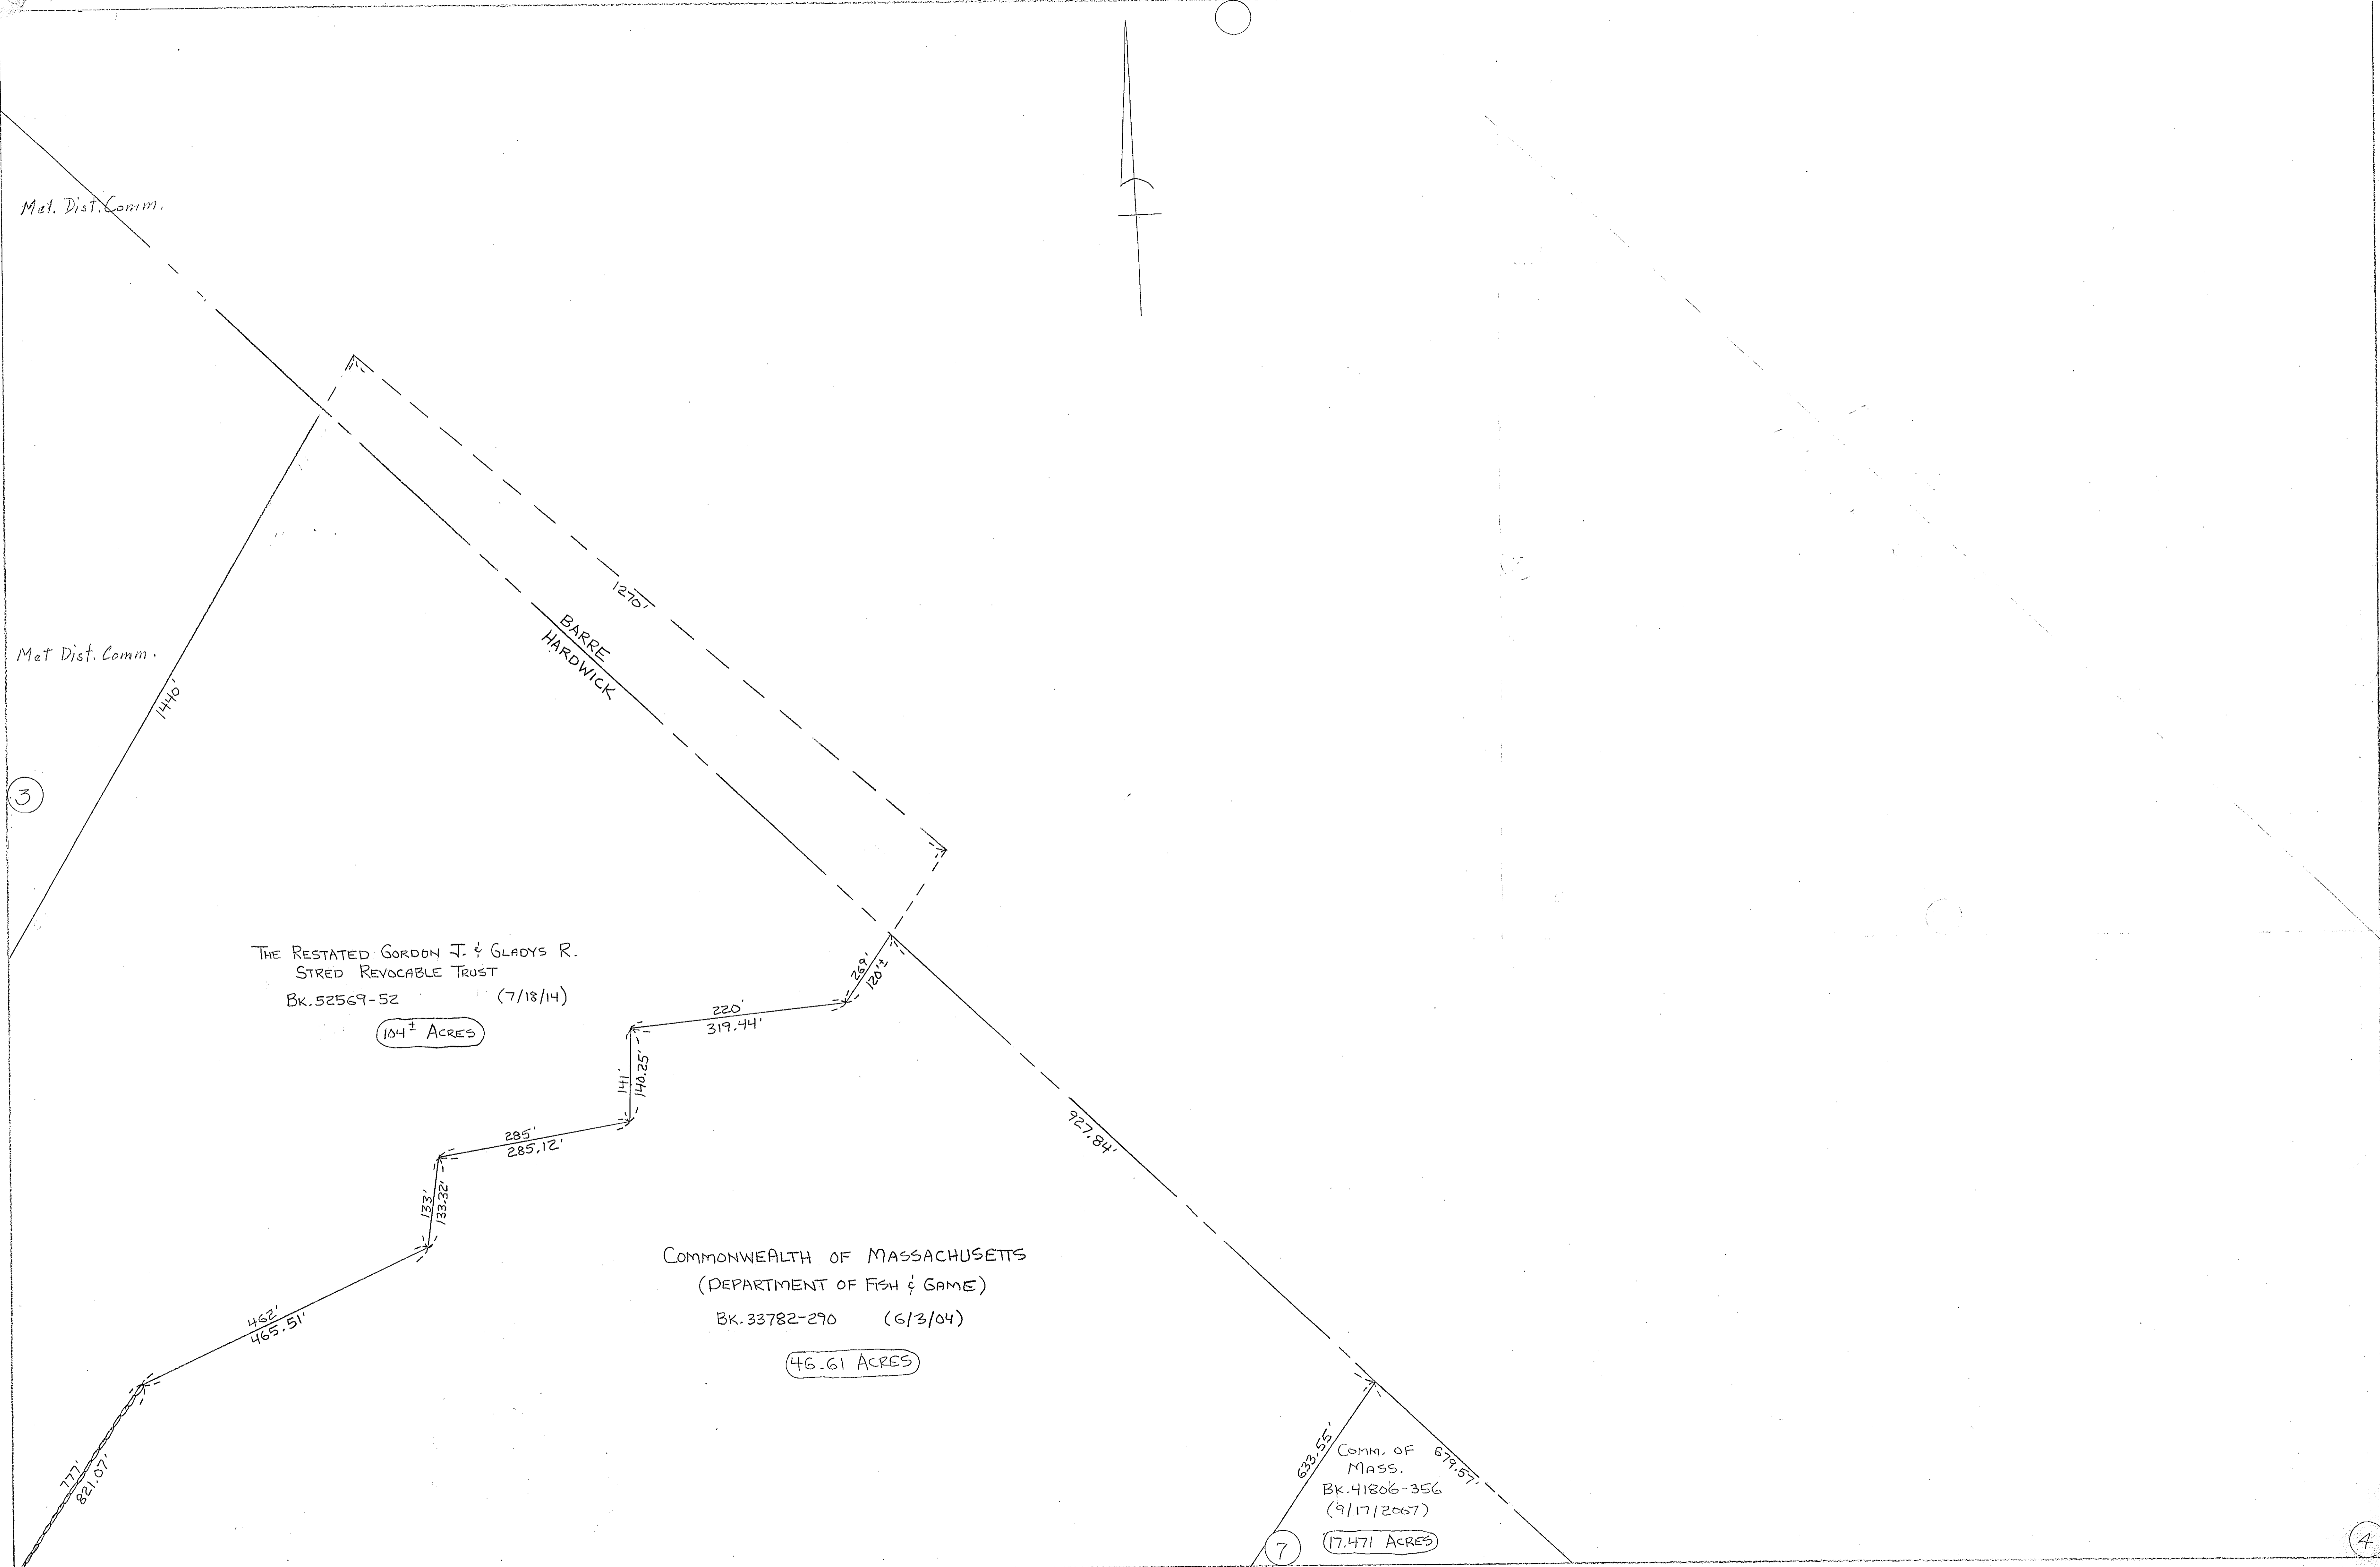 Met. Dist. Comm.
1270'
BARRE
HARDWICK
Met Dist. Comm.
1440'
3
THE RESTATED GORDON J. & GLADYS R.
STRED REVOCABLE TRUST
BK.52569-52 (7/18/14)
104± ACRES
269'
120'±
220'
319.44'
141'
140.25'
285'
285.12'
133'
133.32'
927.84'
COMMONWEALTH OF MASSACHUSETTS
(DEPARTMENT OF FISH & GAME)
BK.33782-290 (6/3/04)
46.61 ACRES
462'
465.51'
777'
821.07'
633.55'
COMM. OF
MASS.
BK.41806-356
(9/17/2007)
17.471 ACRES
679.57'
7
4